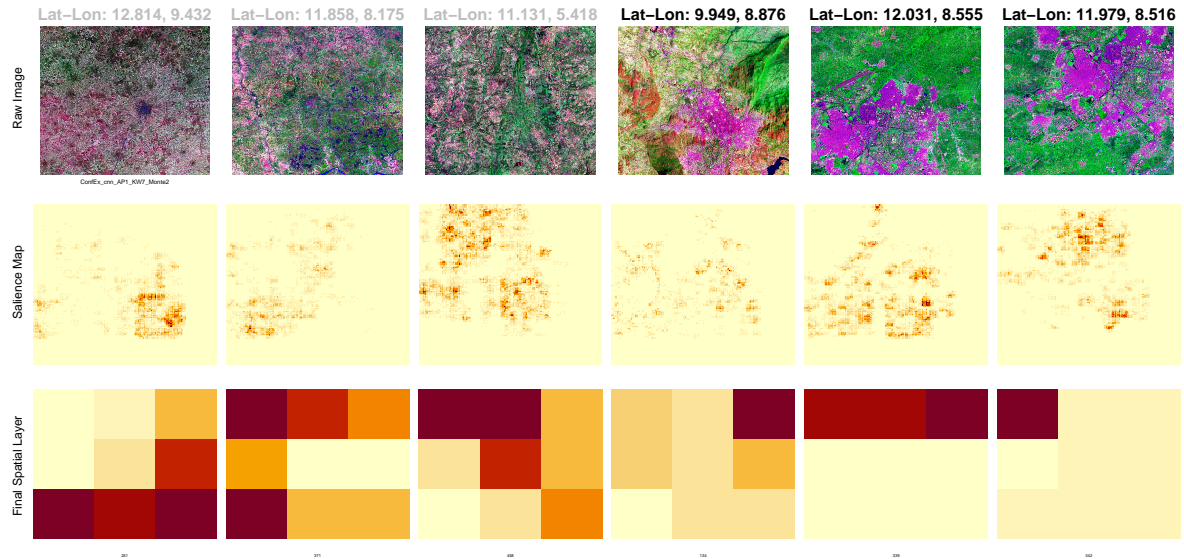 Lat−Lon: 12.814, 9.432
Lat−Lon: 11.858, 8.175
Lat−Lon: 11.131, 5.418
Lat−Lon: 9.949, 8.876
Lat−Lon: 12.031, 8.555
Lat−Lon: 11.979, 8.516
Raw Image
ConfEx_cnn_AP1_KW7_Monte2
Salience Map
Final Spatial Layer
371